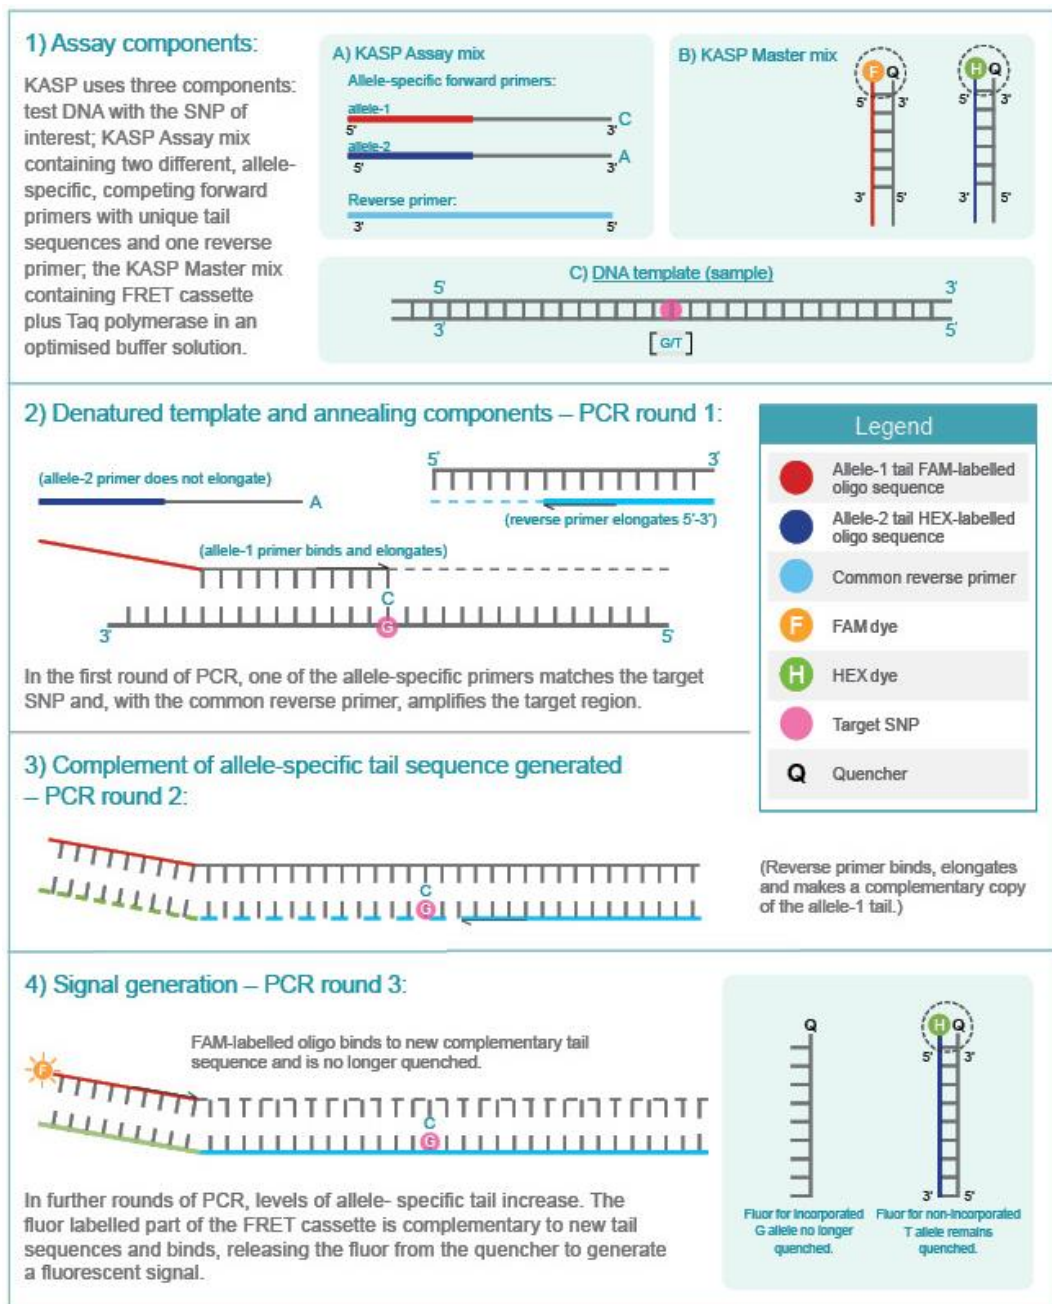 1) Assay components:
KASP uses three components:
test DNA with the SNP of
interest; KASP Assay mix
containing two different, allele-
specific, competing forward
primers with unique tail
sequences and one reverse
primer; the KASP Master mix
containing FRET cassette
plus Taq polymerase in an
optimised buffer solution.
A) KASP Assay mix
Allele-specific forward primers:
allele-1
C
5' 3'
allele-2
A
5' 3'
Reverse primer:
3' 5'
B) KASP Master mix
F Q H Q
5' 3' 5' 3'
3' 5' 3' 5'
C) DNA template (sample)
5' 3'
3' 5'
[G/T]
2) Denatured template and annealing components – PCR round 1:
(allele-2 primer does not elongate)
A
5' 3'
(reverse primer elongates 5'-3')
(allele-1 primer binds and elongates)
C
G
3' 5'
In the first round of PCR, one of the allele-specific primers matches the target
SNP and, with the common reverse primer, amplifies the target region.
Legend
Allele-1 tail FAM-labelled
oligo sequence
Allele-2 tail HEX-labelled
oligo sequence
Common reverse primer
F FAM dye
H HEX dye
Target SNP
Q Quencher
3) Complement of allele-specific tail sequence generated
– PCR round 2:
C
G
(Reverse primer binds, elongates
and makes a complementary copy
of the allele-1 tail.)
4) Signal generation – PCR round 3:
FAM-labelled oligo binds to new complementary tail
sequence and is no longer quenched.
F
C
G
In further rounds of PCR, levels of allele- specific tail increase. The
fluor labelled part of the FRET cassette is complementary to new tail
sequences and binds, releasing the fluor from the quencher to generate
a fluorescent signal.
Q
H Q
5' 3'
3' 5'
Fluor for incorporated
G allele no longer
quenched.
Fluor for non-incorporated
T allele remains
quenched.